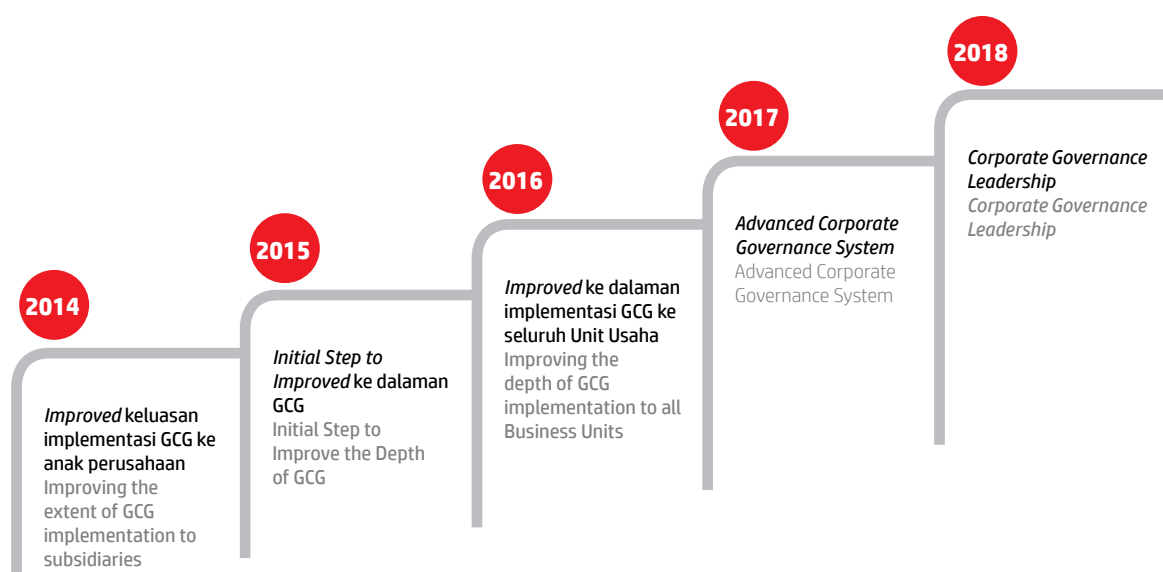 2014
Improved keluasan
implementasi GCG ke
anak perusahaan
Improving the
extent of GCG
implementation to
subsidiaries
2015
Initial Step to
Improved ke dalaman
GCG
Initial Step to
Improve the Depth
of GCG
2016
Improved ke dalaman
implementasi GCG ke
seluruh Unit Usaha
Improving the
depth of GCG
implementation to all
Business Units
2017
Advanced Corporate
Governance System
Advanced Corporate
Governance System
2018
Corporate Governance
Leadership
Corporate Governance
Leadership